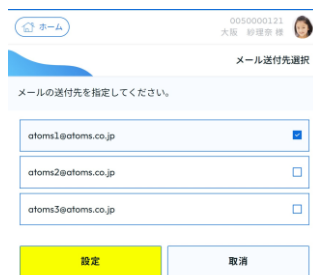 ホーム
0050000121
大阪 紗理奈 様
メール送付先選択
メールの送付先を指定してください。
atoms1@atoms.co.jp
atoms2@atoms.co.jp
atoms3@atoms.co.jp
設定 取消